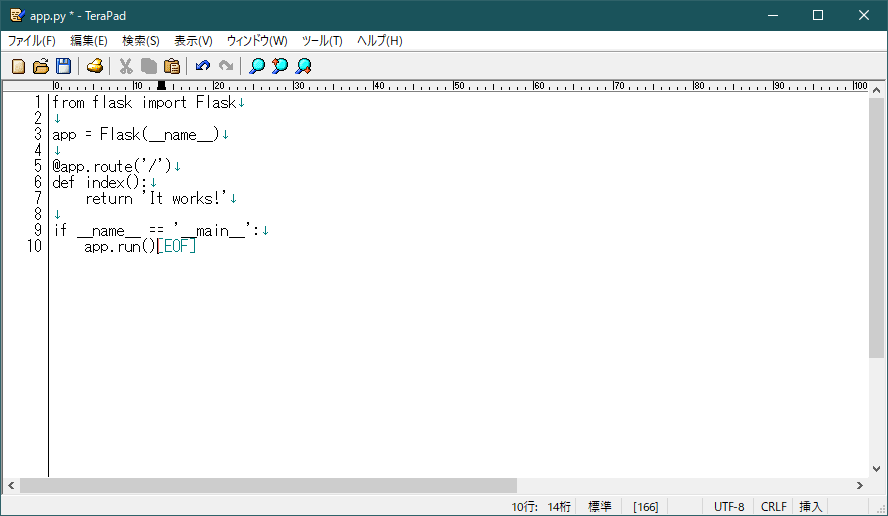 app.py * - TeraPad
ファイル(F) 編集(E) 検索(S) 表示(V) ウィンドウ(W) ツール(T) ヘルプ(H)
0 10 20 30 40 50 60 70 80 90 100
1 from flask import Flask↓
2 ↓
3 app = Flask(__name__)↓
4 ↓
5 @app.route('/')↓
6 def index():↓
7     return 'It works!'↓
8 ↓
9 if __name__ == '__main__':↓
10     app.run()[EOF]
10行: 14桁 標準 [166] UTF-8 CRLF 挿入